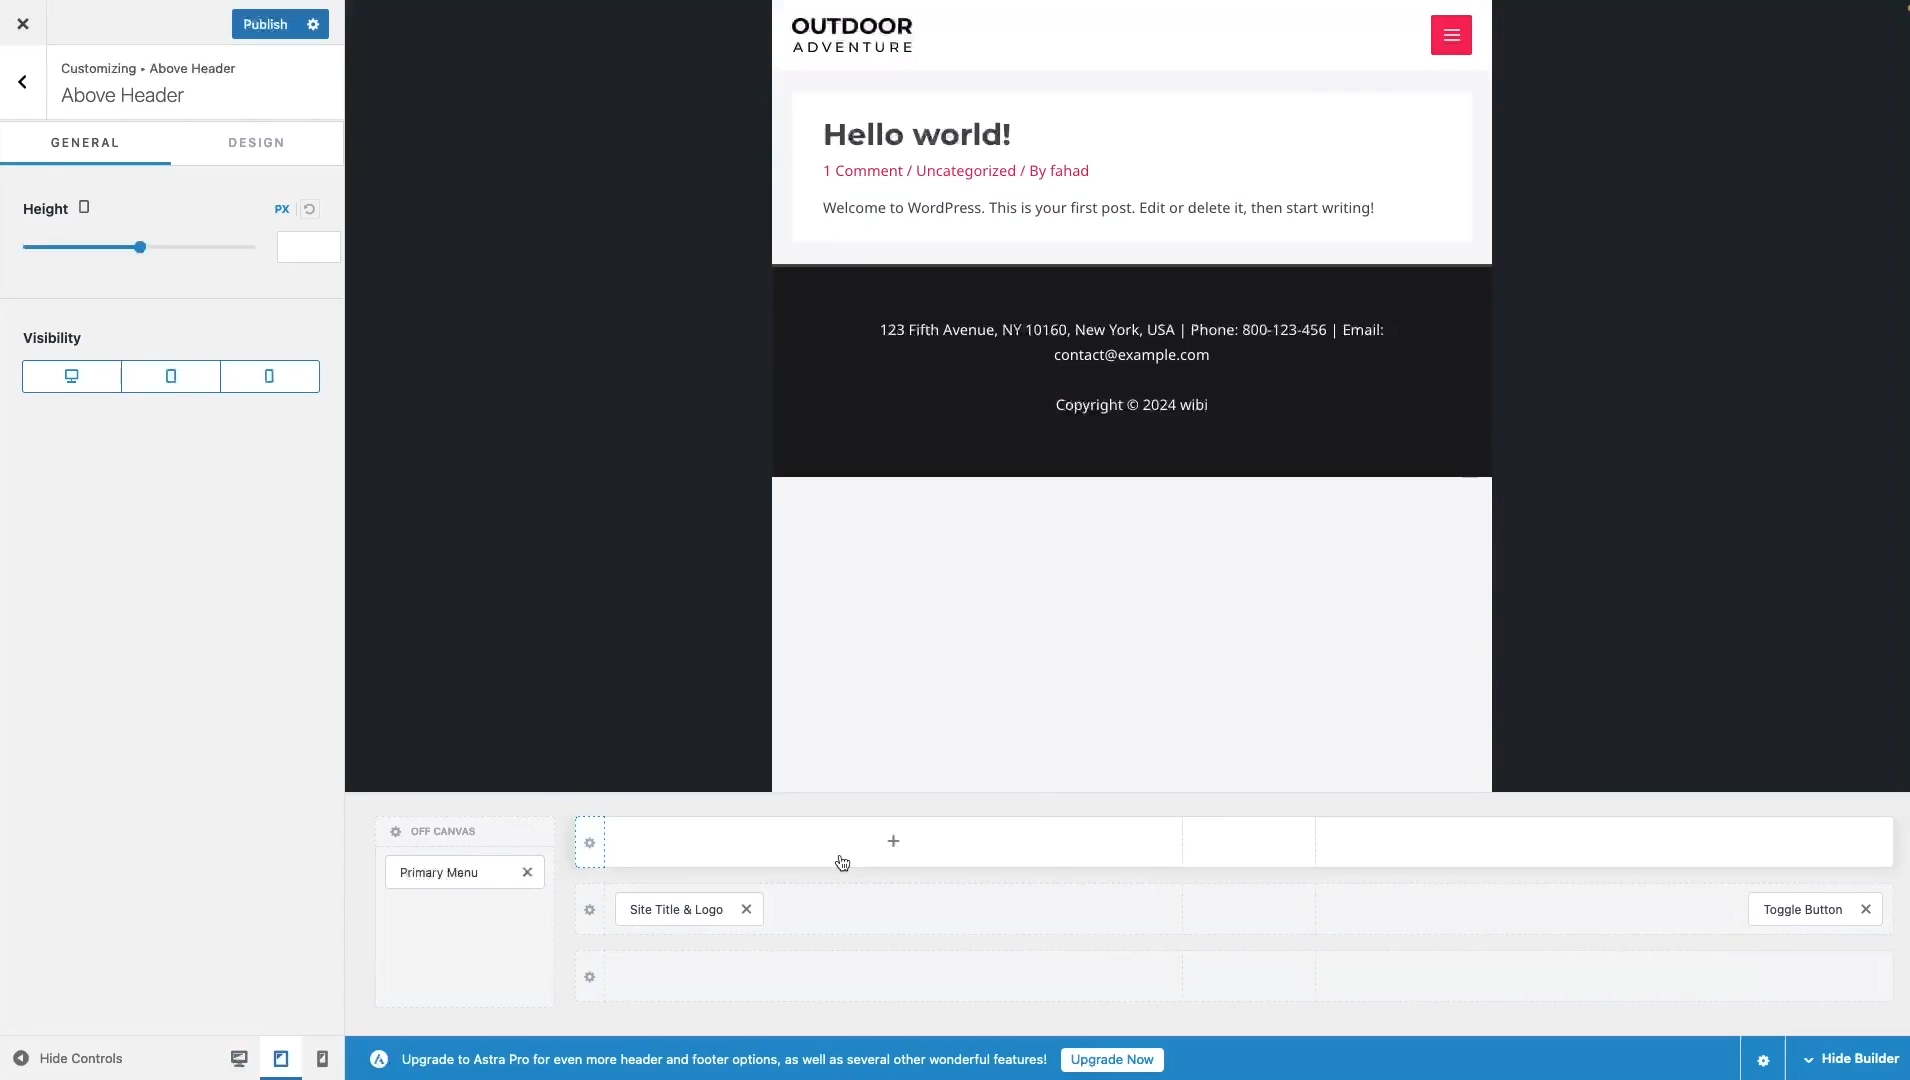 Publish
Customizing ▸ Above Header
Above Header
GENERAL
DESIGN
Height
PX
Visibility
Hide Controls
OUTDOOR
ADVENTURE
Hello world!
1 Comment / Uncategorized / By fahad
Welcome to WordPress. This is your first post. Edit or delete it, then start writing!
123 Fifth Avenue, NY 10160, New York, USA | Phone: 800-123-456 | Email:
contact@example.com
Copyright © 2024 wibi
OFF CANVAS
Primary Menu
Site Title & Logo
Toggle Button
Upgrade to Astra Pro for even more header and footer options, as well as several other wonderful features!
Upgrade Now
Hide Builder